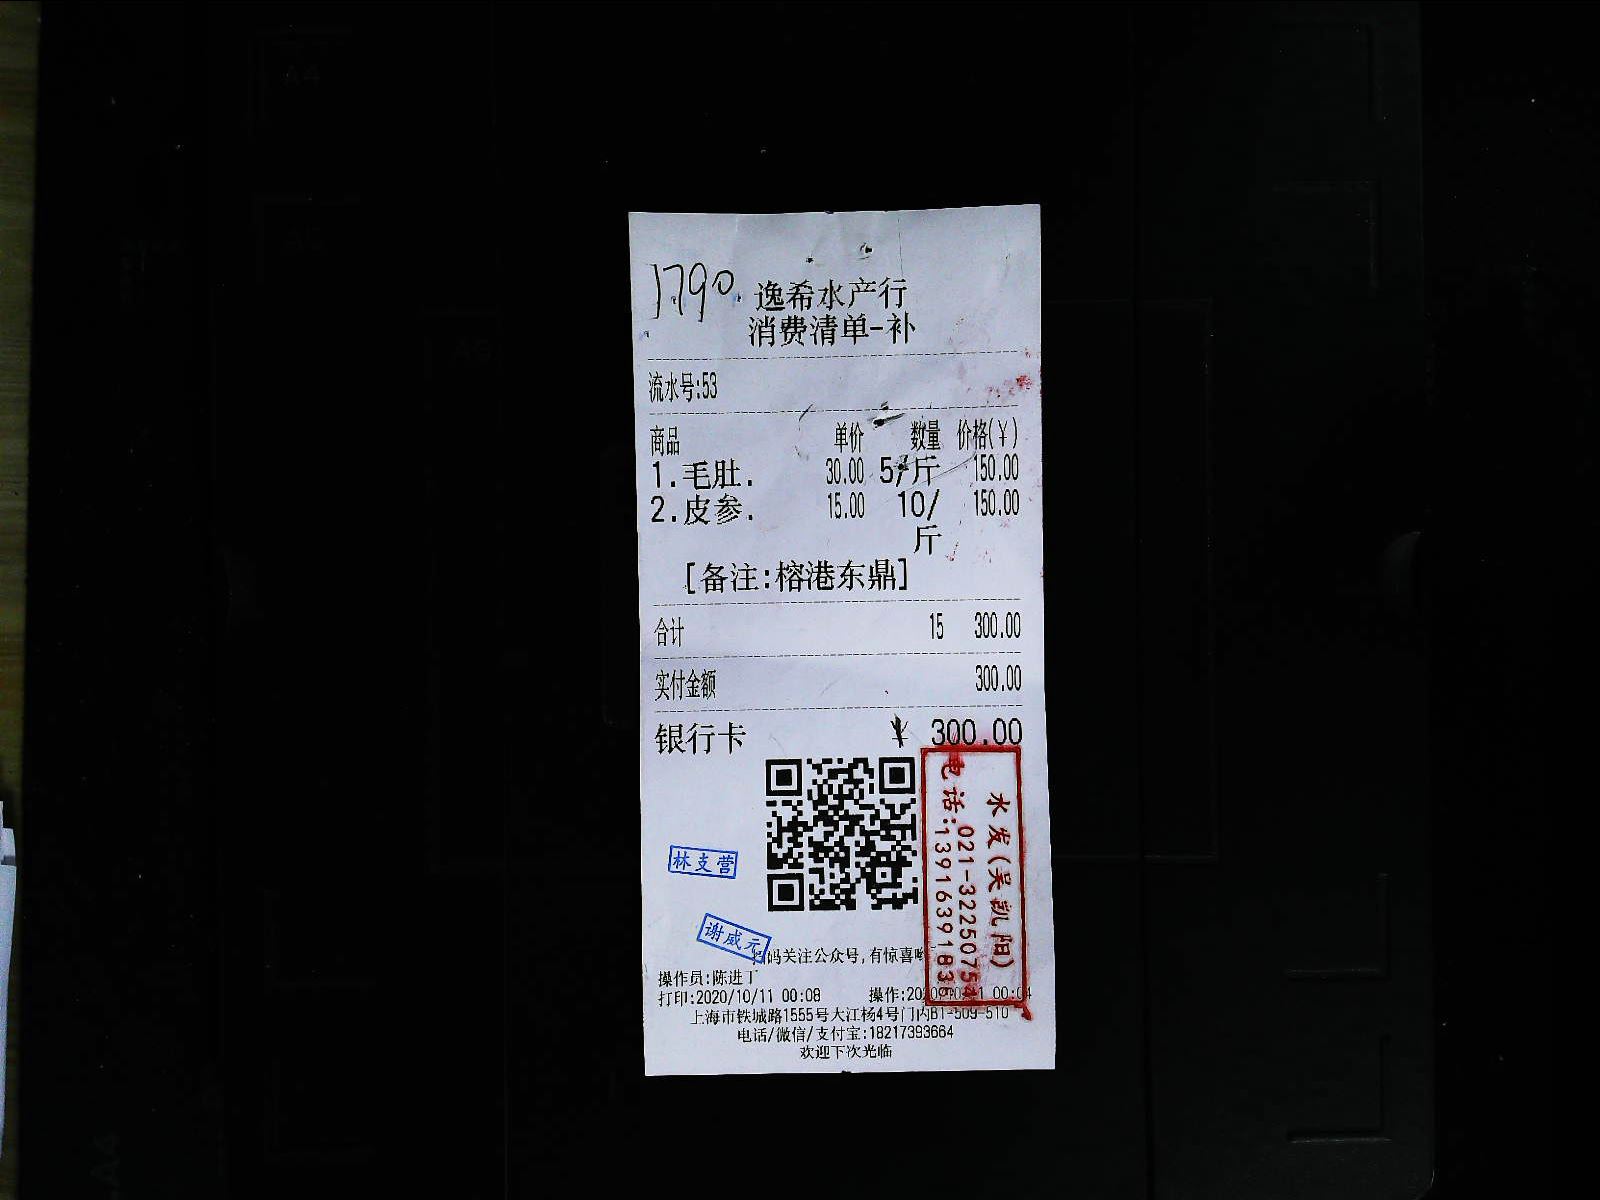 1790
逸希水产行
消费清单-补
流水号:53
商品 单价 数量 价格(¥)
1.毛肚. 30.00 5/斤 150.00
2.皮参. 15.00 10/斤 150.00
[备注:榕港东鼎]
合计 15 300.00
实付金额 300.00
银行卡 ¥ 300.00
水发(吴凯阳)
电话:021-32250754
13916391836
林支营
谢威元
扫码关注公众号,有惊喜哟
操作员:陈进丁
打印:2020/10/11 00:08 操作:2020/10/11 00:04
上海市铁城路1555号大江杨4号门内B1-509-510
电话/微信/支付宝:18217393664
欢迎下次光临
A4